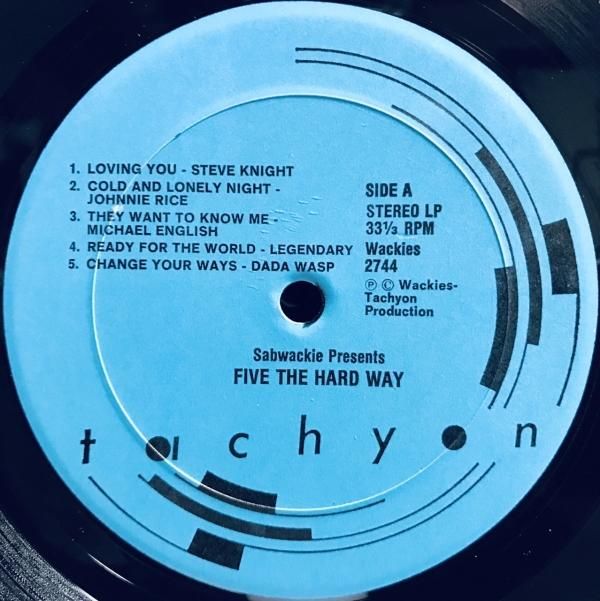 1. LOVING YOU - STEVE KNIGHT
2. COLD AND LONELY NIGHT -
JOHNNIE RICE
3. THEY WANT TO KNOW ME -
MICHAEL ENGLISH
4. READY FOR THE WORLD - LEGENDARY
5. CHANGE YOUR WAYS - DADA WASP
SIDE A
STEREO LP
33⅓ RPM
Wackies
2744
Ⓟ © Wackies-
Tachyon
Production
Sabwackie Presents
FIVE THE HARD WAY
tachyon